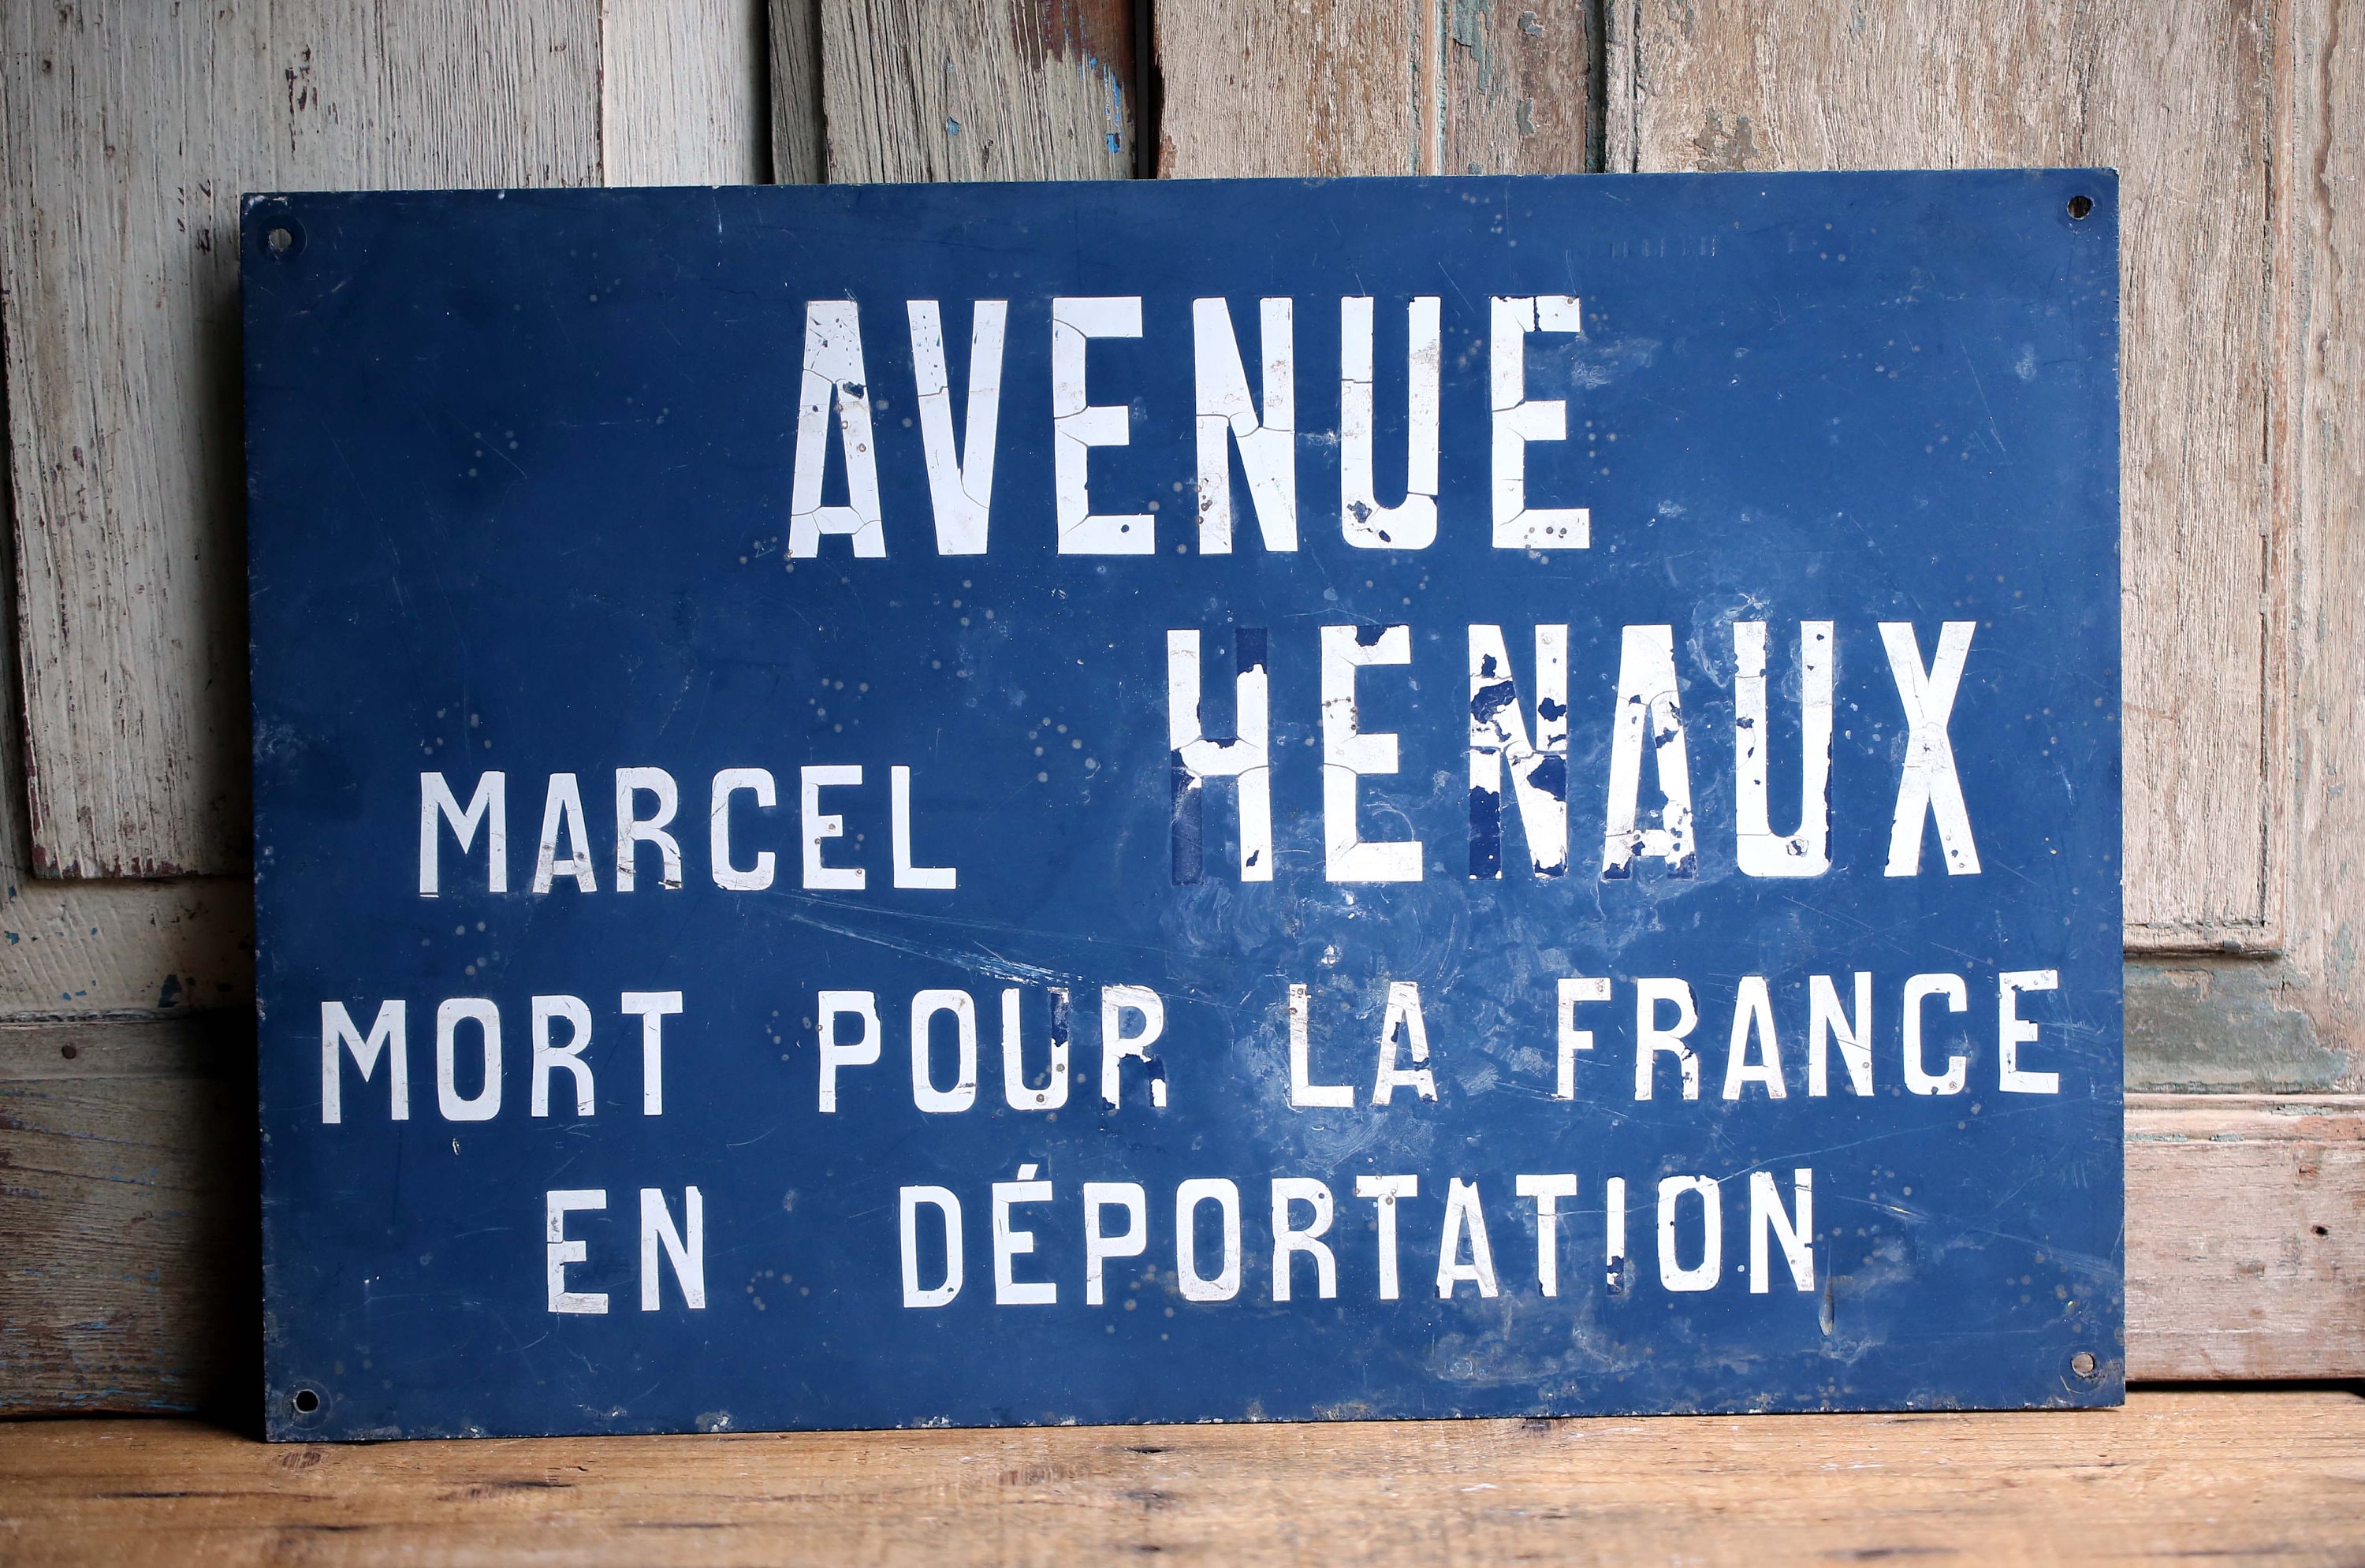 AVENUE
MARCEL HENAUX
MORT POUR LA FRANCE
EN DÉPORTATION